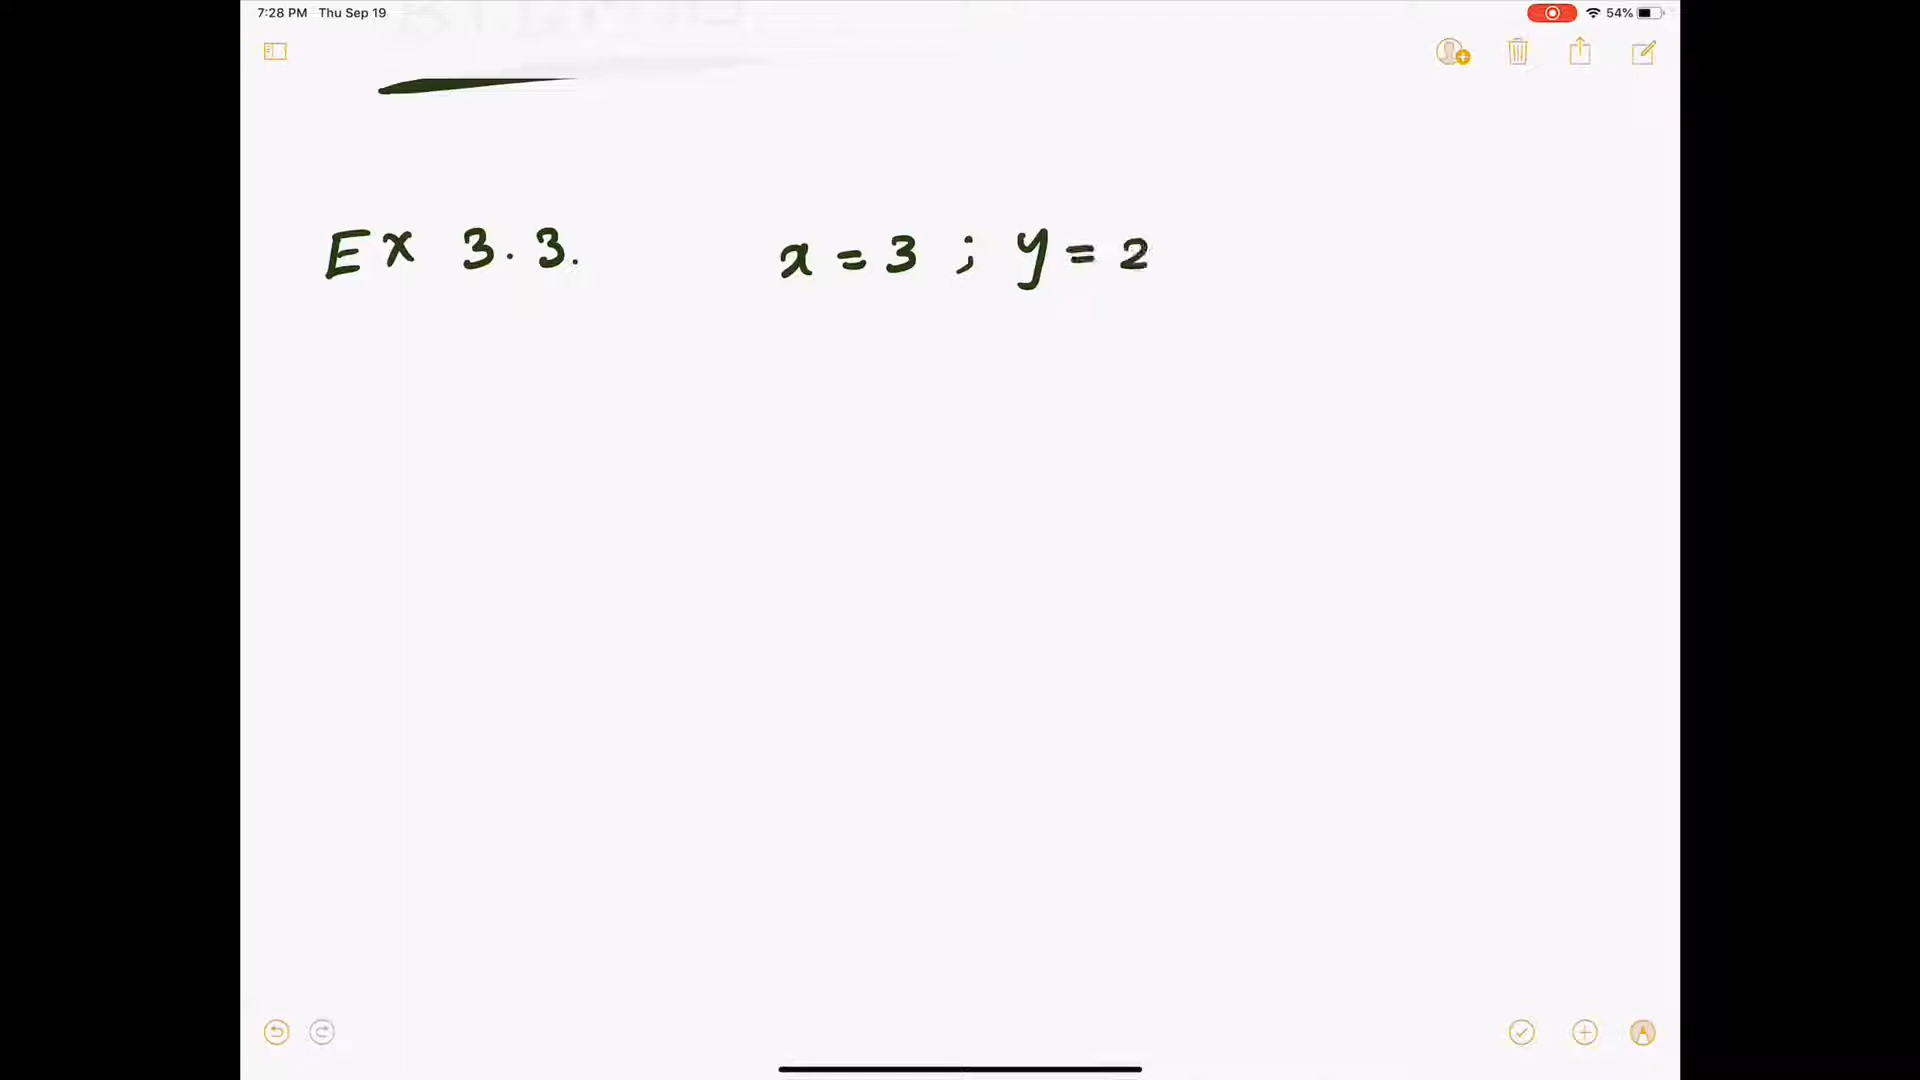 7:28 PM Thu Sep 19 54%
Ex 3.3. x = 3 ; y = 2